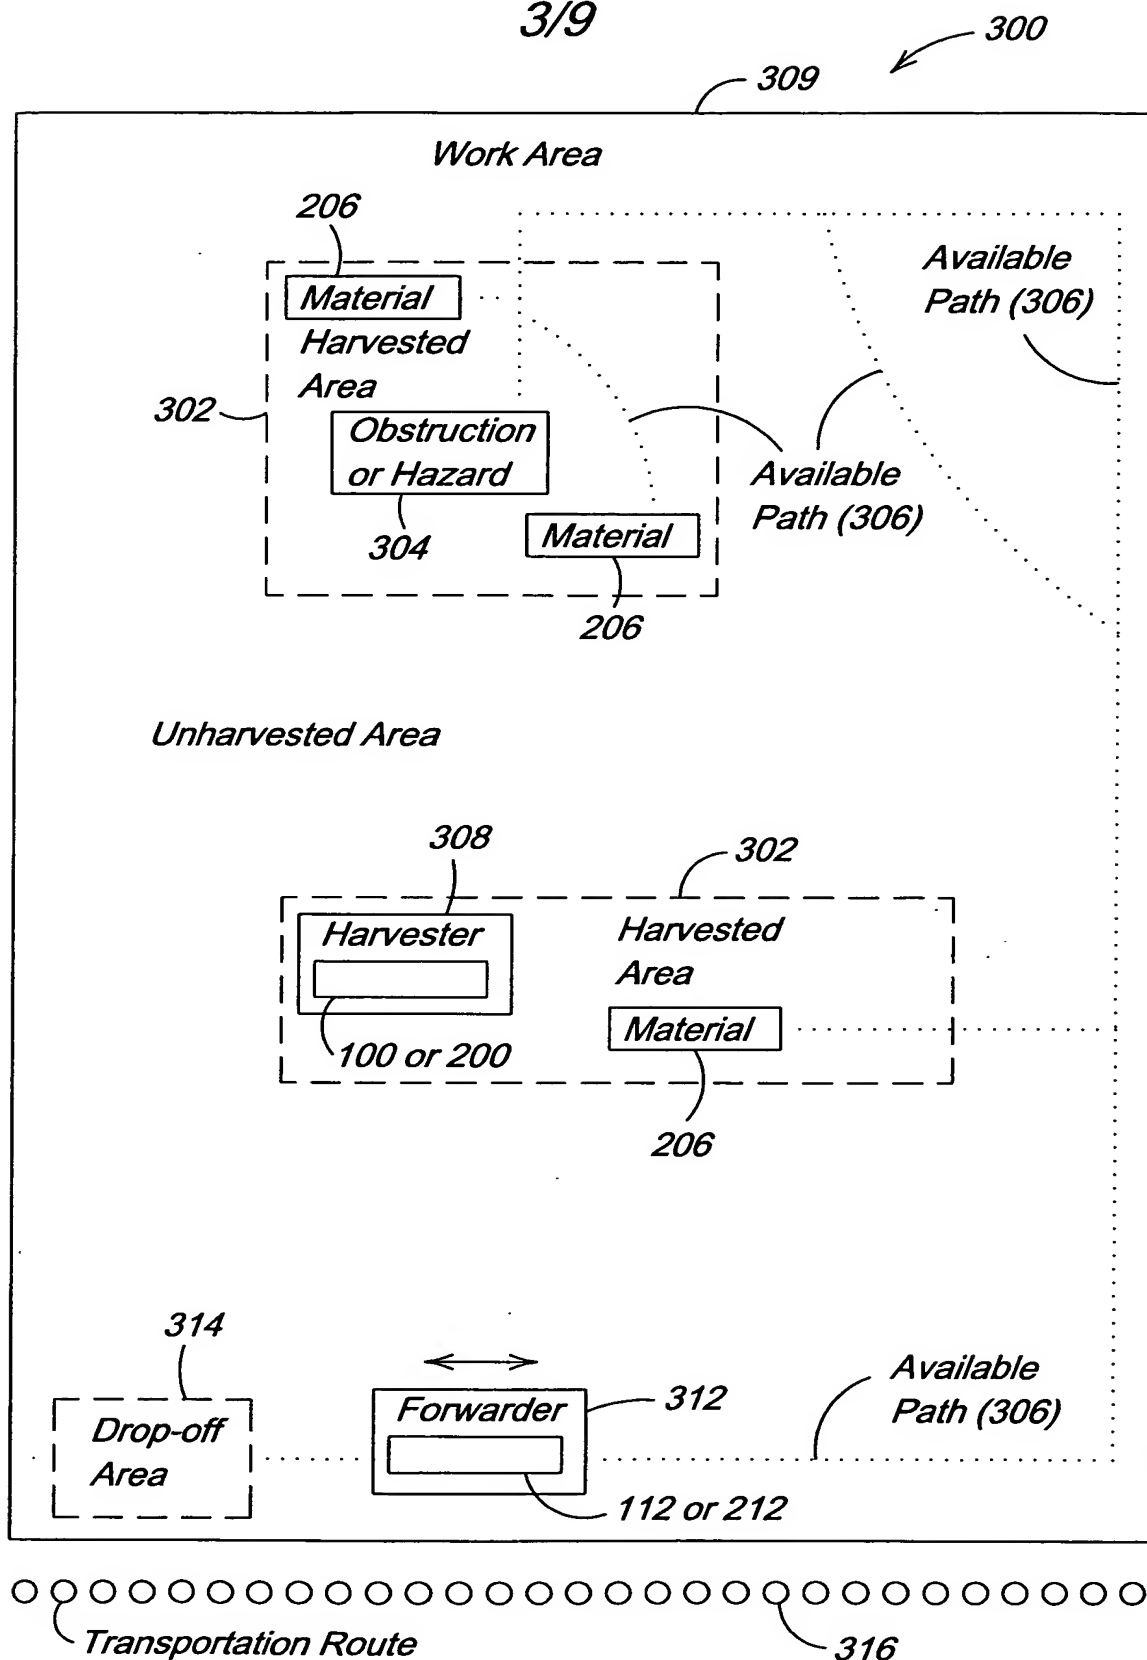 3/9
300
309
Work Area
206
Available
Path (306)
Material
Harvested
Area
302
Obstruction
or Hazard
Available
Path (306)
304
Material
206
Unharvested Area
308
302
Harvester
Harvested
Area
Material
100 or 200
206
314
Available
Path (306)
Forwarder
312
Drop-off
Area
112 or 212
Transportation Route
316